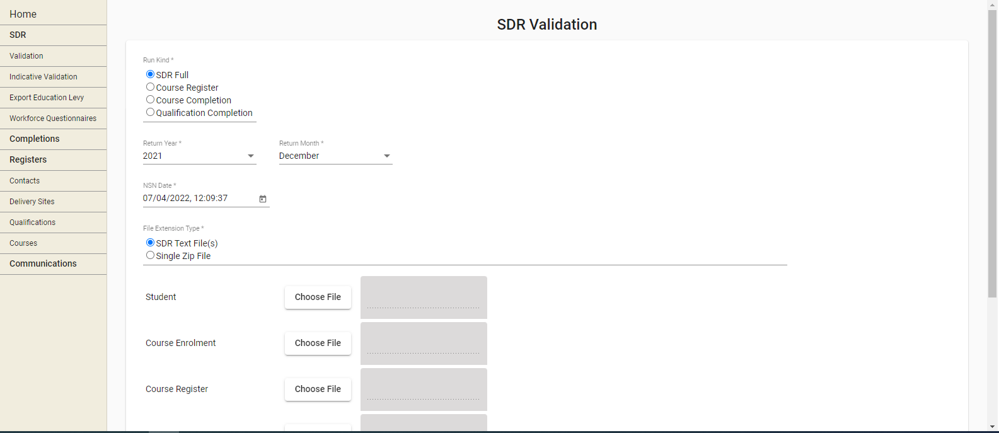 Home
SDR
Validation
Indicative Validation
Export Education Levy
Workforce Questionnaires
Completions
Registers
Contacts
Delivery Sites
Qualifications
Courses
Communications
SDR Validation
Run Kind *
SDR Full
Course Register
Course Completion
Qualification Completion
Return Year * Return Month *
2021 December
NSN Date *
07/04/2022, 12:09:37
File Extension Type *
SDR Text File(s)
Single Zip File
Student Choose File
Course Enrolment Choose File
Course Register Choose File